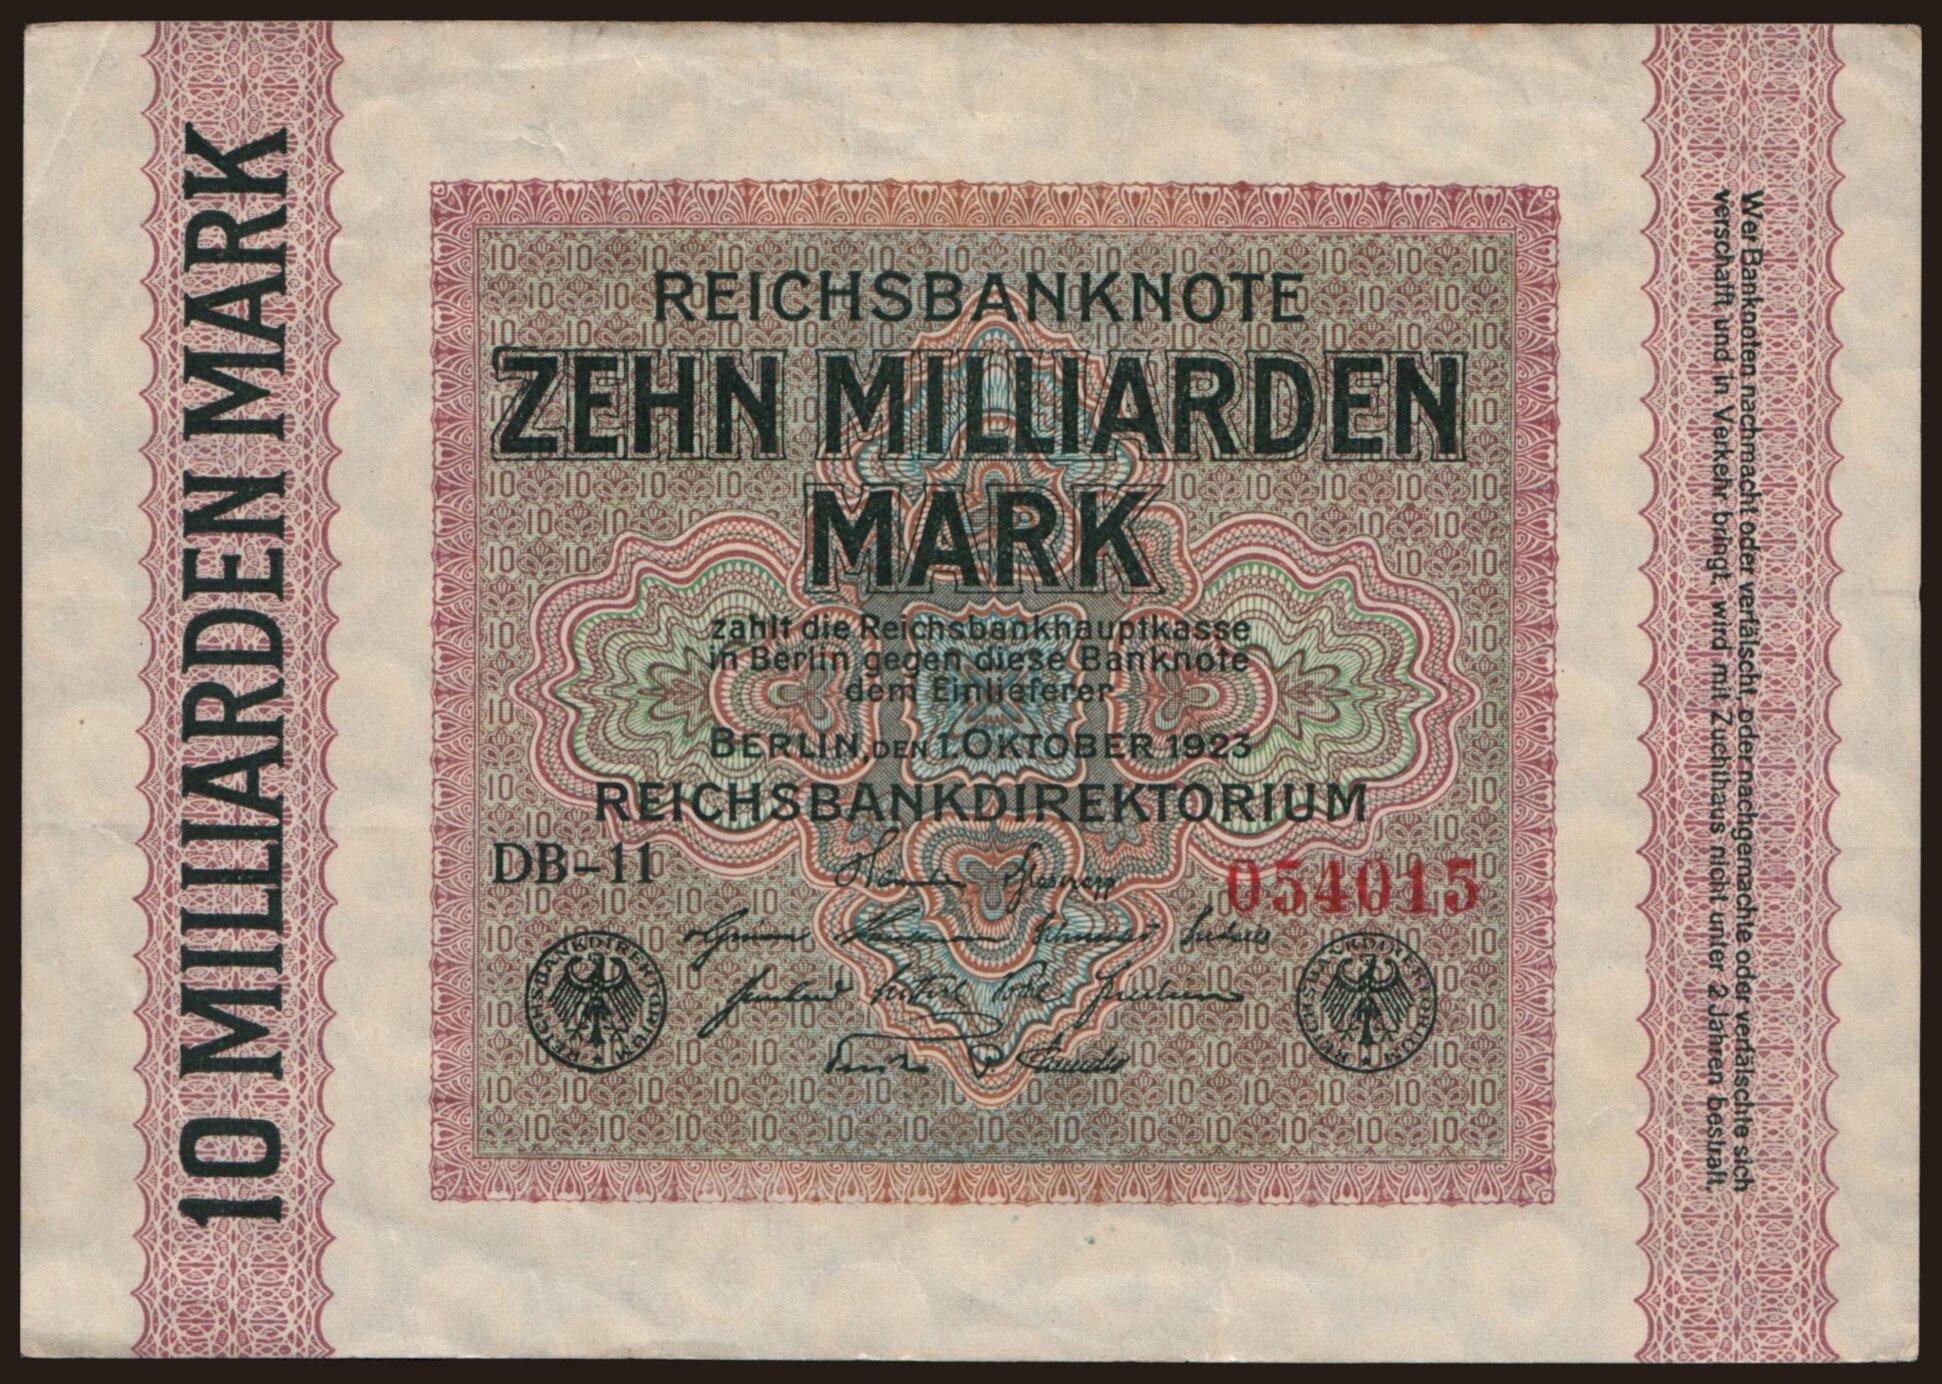 10 MILLIARDEN MARK
REICHSBANKNOTE
ZEHN MILLIARDEN
MARK
zahlt die Reichsbankhauptkasse
in Berlin gegen diese Banknote
dem Einlieferer
BERLIN, DEN 1. OKTOBER 1923
REICHSBANKDIREKTORIUM
DB-11
054015
REICHSBANKDIREKTORIUM
REICHSBANKDIREKTORIUM
Wer Banknoten nachmacht oder verfälscht, oder nachgemachte oder verfälschte sich
verschafft und in Verkehr bringt, wird mit Zuchthaus nicht unter 2 Jahren bestraft.